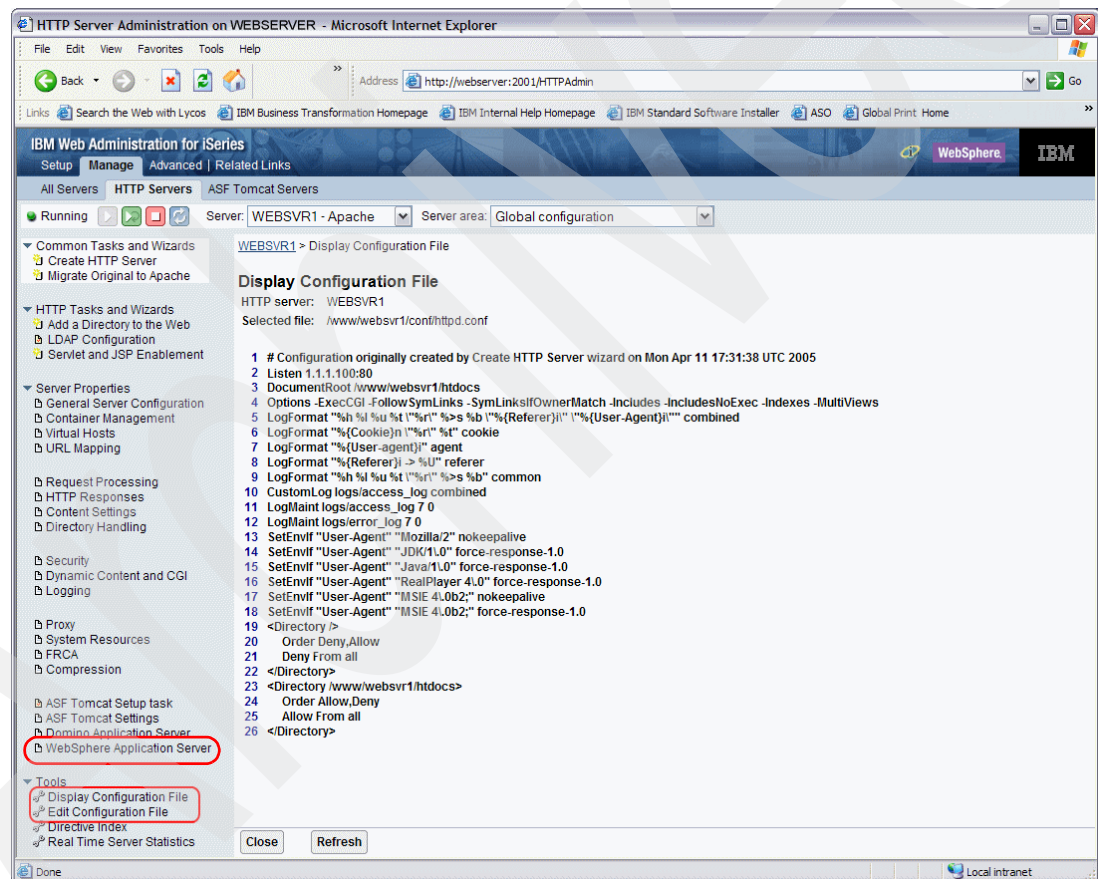 HTTP Server Administration on WEBSERVER - Microsoft Internet Explorer
File Edit View Favorites Tools Help
Back » Address http://webserver:2001/HTTPAdmin Go
Links Search the Web with Lycos IBM Business Transformation Homepage IBM Internal Help Homepage IBM Standard Software Installer ASO Global Print Home »
IBM Web Administration for iSeries
Setup Manage Advanced | Related Links WebSphere. IBM
All Servers HTTP Servers ASF Tomcat Servers
Running Server: WEBSVR1 - Apache Server area: Global configuration
Common Tasks and Wizards
Create HTTP Server
Migrate Original to Apache
HTTP Tasks and Wizards
Add a Directory to the Web
LDAP Configuration
Servlet and JSP Enablement
Server Properties
General Server Configuration
Container Management
Virtual Hosts
URL Mapping
Request Processing
HTTP Responses
Content Settings
Directory Handling
Security
Dynamic Content and CGI
Logging
Proxy
System Resources
FRCA
Compression
ASF Tomcat Setup task
ASF Tomcat Settings
Domino Application Server
WebSphere Application Server
Tools
Display Configuration File
Edit Configuration File
Directive Index
Real Time Server Statistics
WEBSVR1 > Display Configuration File
Display Configuration File
HTTP server: WEBSVR1
Selected file: /www/websvr1/conf/httpd.conf
1 # Configuration originally created by Create HTTP Server wizard on Mon Apr 11 17:31:38 UTC 2005
2 Listen 1.1.1.100:80
3 DocumentRoot /www/websvr1/htdocs
4 Options -ExecCGI -FollowSymLinks -SymLinksIfOwnerMatch -Includes -IncludesNoExec -Indexes -MultiViews
5 LogFormat "%h %l %u %t \"%r\" %>s %b \"%{Referer}i\" \"%{User-Agent}i\"" combined
6 LogFormat "%{Cookie}n \"%r\" %t" cookie
7 LogFormat "%{User-agent}i" agent
8 LogFormat "%{Referer}i -> %U" referer
9 LogFormat "%h %l %u %t \"%r\" %>s %b" common
10 CustomLog logs/access_log combined
11 LogMaint logs/access_log 7 0
12 LogMaint logs/error_log 7 0
13 SetEnvIf "User-Agent" "Mozilla/2" nokeepalive
14 SetEnvIf "User-Agent" "JDK/1\.0" force-response-1.0
15 SetEnvIf "User-Agent" "Java/1\.0" force-response-1.0
16 SetEnvIf "User-Agent" "RealPlayer 4\.0" force-response-1.0
17 SetEnvIf "User-Agent" "MSIE 4\.0b2;" nokeepalive
18 SetEnvIf "User-Agent" "MSIE 4\.0b2;" force-response-1.0
19 <Directory />
20 Order Deny,Allow
21 Deny From all
22 </Directory>
23 <Directory /www/websvr1/htdocs>
24 Order Allow,Deny
25 Allow From all
26 </Directory>
Close Refresh
Done Local intranet